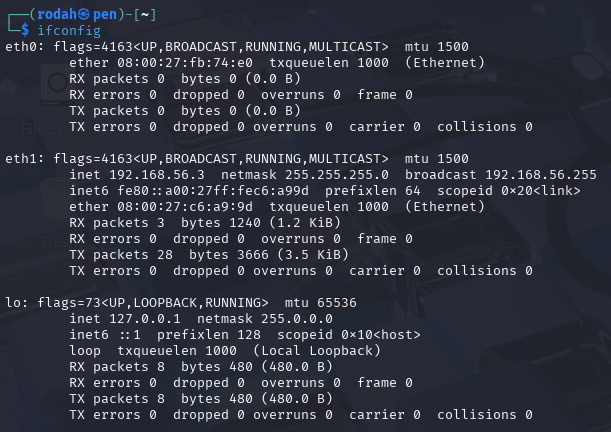 ┌──(rodah㉿pen)-[~]
└─$ ifconfig
eth0: flags=4163<UP,BROADCAST,RUNNING,MULTICAST>  mtu 1500
        ether 08:00:27:fb:74:e0  txqueuelen 1000  (Ethernet)
        RX packets 0  bytes 0 (0.0 B)
        RX errors 0  dropped 0  overruns 0  frame 0
        TX packets 0  bytes 0 (0.0 B)
        TX errors 0  dropped 0 overruns 0  carrier 0  collisions 0

eth1: flags=4163<UP,BROADCAST,RUNNING,MULTICAST>  mtu 1500
        inet 192.168.56.3  netmask 255.255.255.0  broadcast 192.168.56.255
        inet6 fe80::a00:27ff:fec6:a99d  prefixlen 64  scopeid 0×20<link>
        ether 08:00:27:c6:a9:9d  txqueuelen 1000  (Ethernet)
        RX packets 3  bytes 1240 (1.2 KiB)
        RX errors 0  dropped 0  overruns 0  frame 0
        TX packets 28  bytes 3666 (3.5 KiB)
        TX errors 0  dropped 0 overruns 0  carrier 0  collisions 0

lo: flags=73<UP,LOOPBACK,RUNNING>  mtu 65536
        inet 127.0.0.1  netmask 255.0.0.0
        inet6 ::1  prefixlen 128  scopeid 0×10<host>
        loop  txqueuelen 1000  (Local Loopback)
        RX packets 8  bytes 480 (480.0 B)
        RX errors 0  dropped 0  overruns 0  frame 0
        TX packets 8  bytes 480 (480.0 B)
        TX errors 0  dropped 0 overruns 0  carrier 0  collisions 0